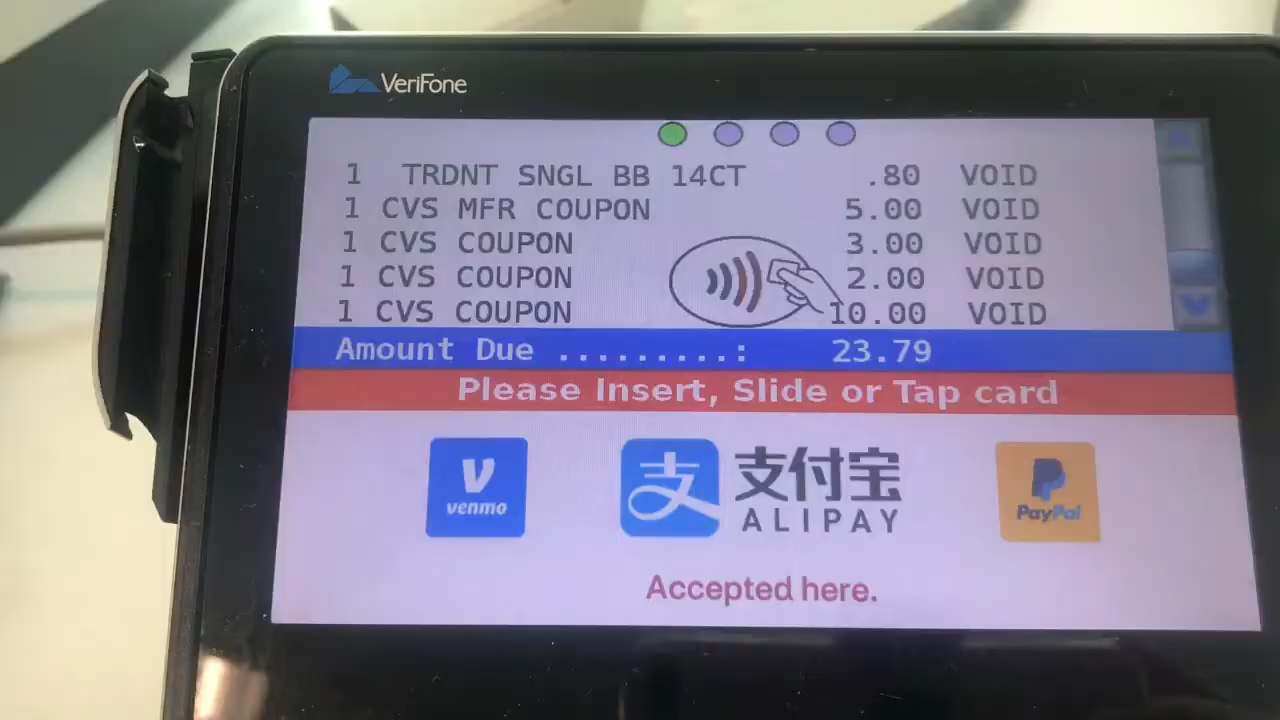 VeriFone
1 TRDNT SNGL BB 14CT .80 VOID
1 CVS MFR COUPON 5.00 VOID
1 CVS COUPON 3.00 VOID
1 CVS COUPON 2.00 VOID
1 CVS COUPON 10.00 VOID
Amount Due .........: 23.79
Please Insert, Slide or Tap card
V
venmo
支 支付宝
ALIPAY
PayPal
Accepted here.